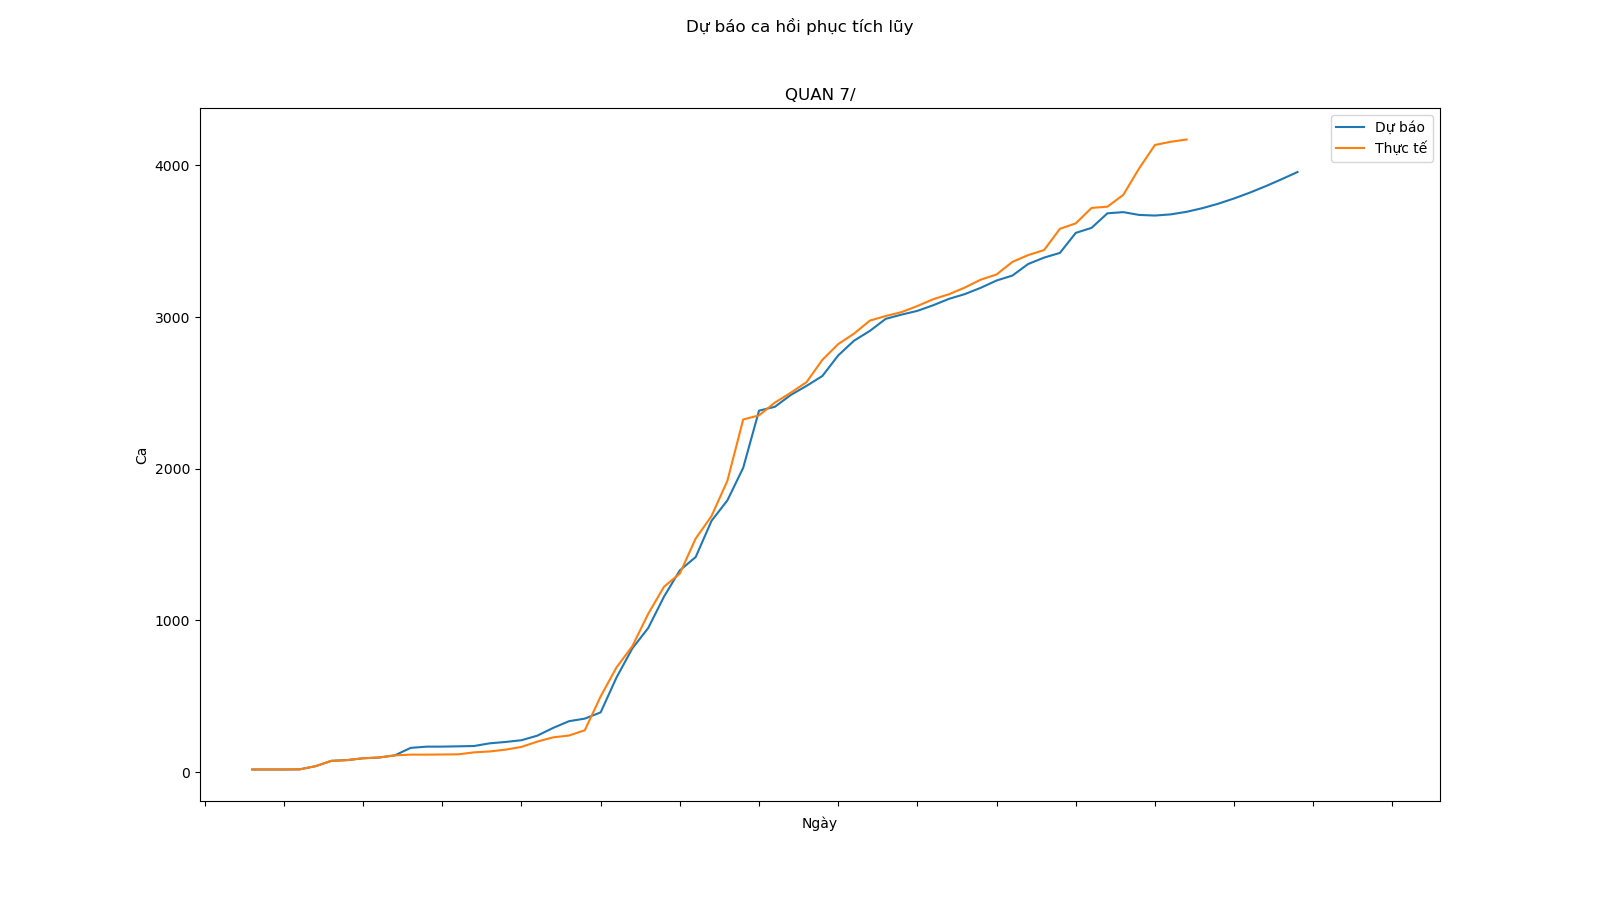 Dự báo ca hồi phục tích lũy
QUAN 7/
Dự báo
Thực tế
4000
3000
2000
1000
0
Ca
Ngày